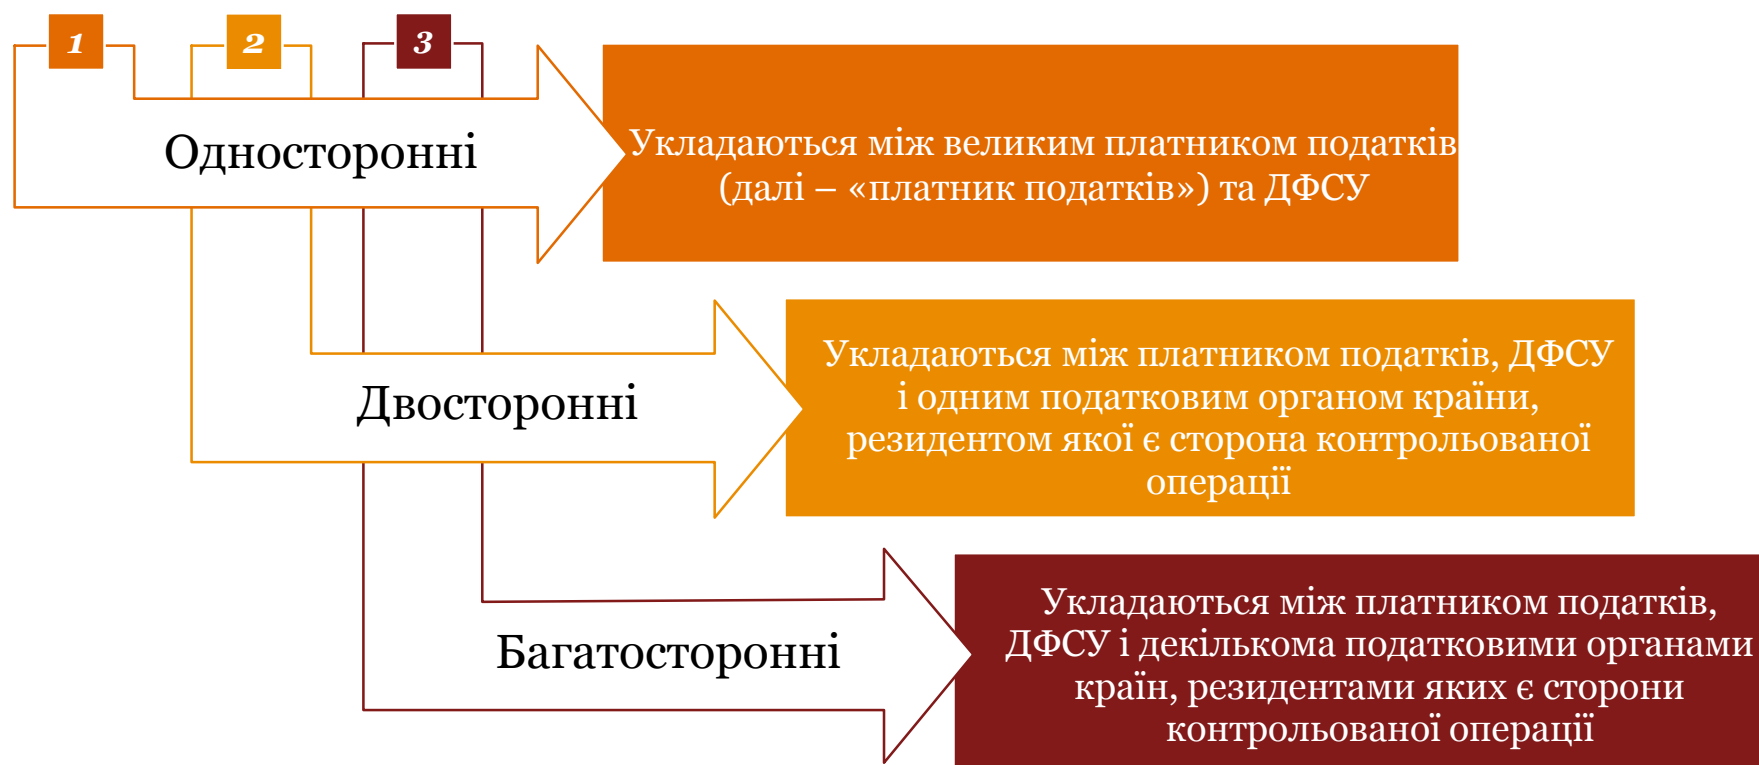 1
2
3
Односторонні
Укладаються між великим платником податків
(далі – «платник податків») та ДФСУ
Двосторонні
Укладаються між платником податків, ДФСУ
і одним податковим органом країни,
резидентом якої є сторона контрольованої
операції
Багатосторонні
Укладаються між платником податків,
ДФСУ і декількома податковими органами
країн, резидентами яких є сторони
контрольованої операції